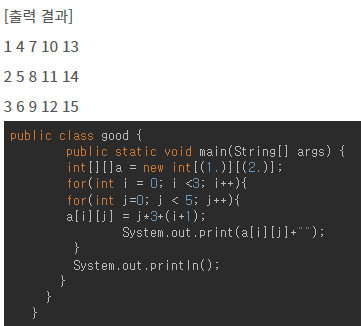 [출력 결과]
1 4 7 10 13
2 5 8 11 14
3 6 9 12 15
public class good {
public static void main(String[] args) {
int[][]a = new int[(1.)][(2.)];
for(int i = 0; i <3; i++){
for(int j=0; j < 5; j++){
a[i][j] = j*3+(i+1);
System.out.print(a[i][j]+"");
}
System.out.println();
}
}
}